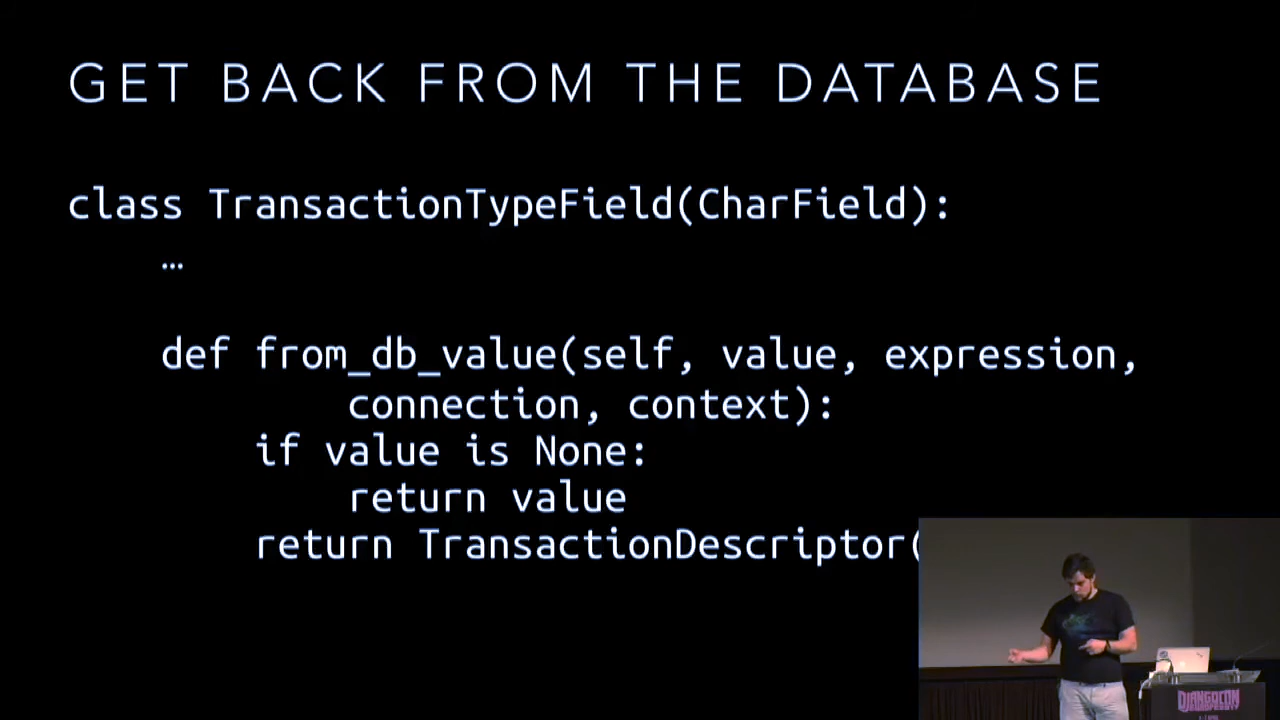 GET BACK FROM THE DATABASE
class TransactionTypeField(CharField):
…
def from_db_value(self, value, expression,
connection, context):
if value is None:
return value
return TransactionDescriptor(
DJANGOCON